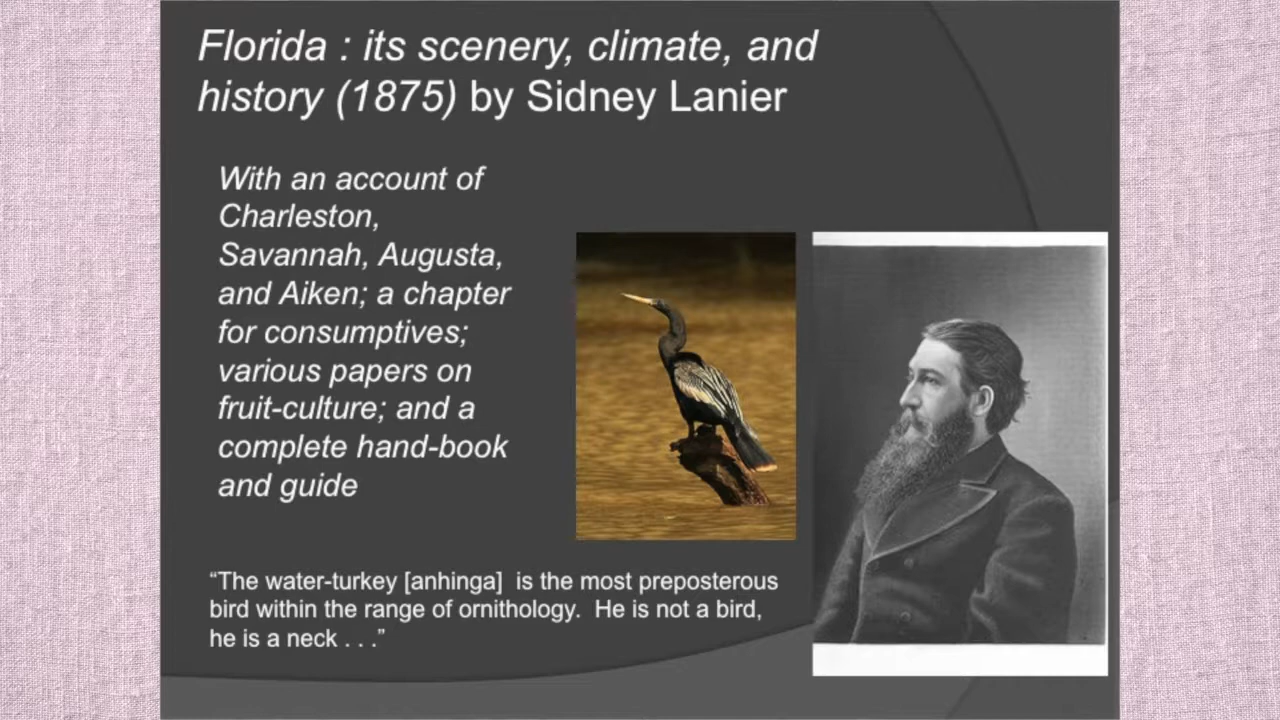 Florida : its scenery, climate, and
history (1875) by Sidney Lanier
With an account of
Charleston,
Savannah, Augusta,
and Aiken; a chapter
for consumptives;
various papers on
fruit-culture; and a
complete hand-book
and guide
“The water-turkey [anhinga]  is the most preposterous
bird within the range of ornithology.  He is not a bird,
he is a neck . . .”